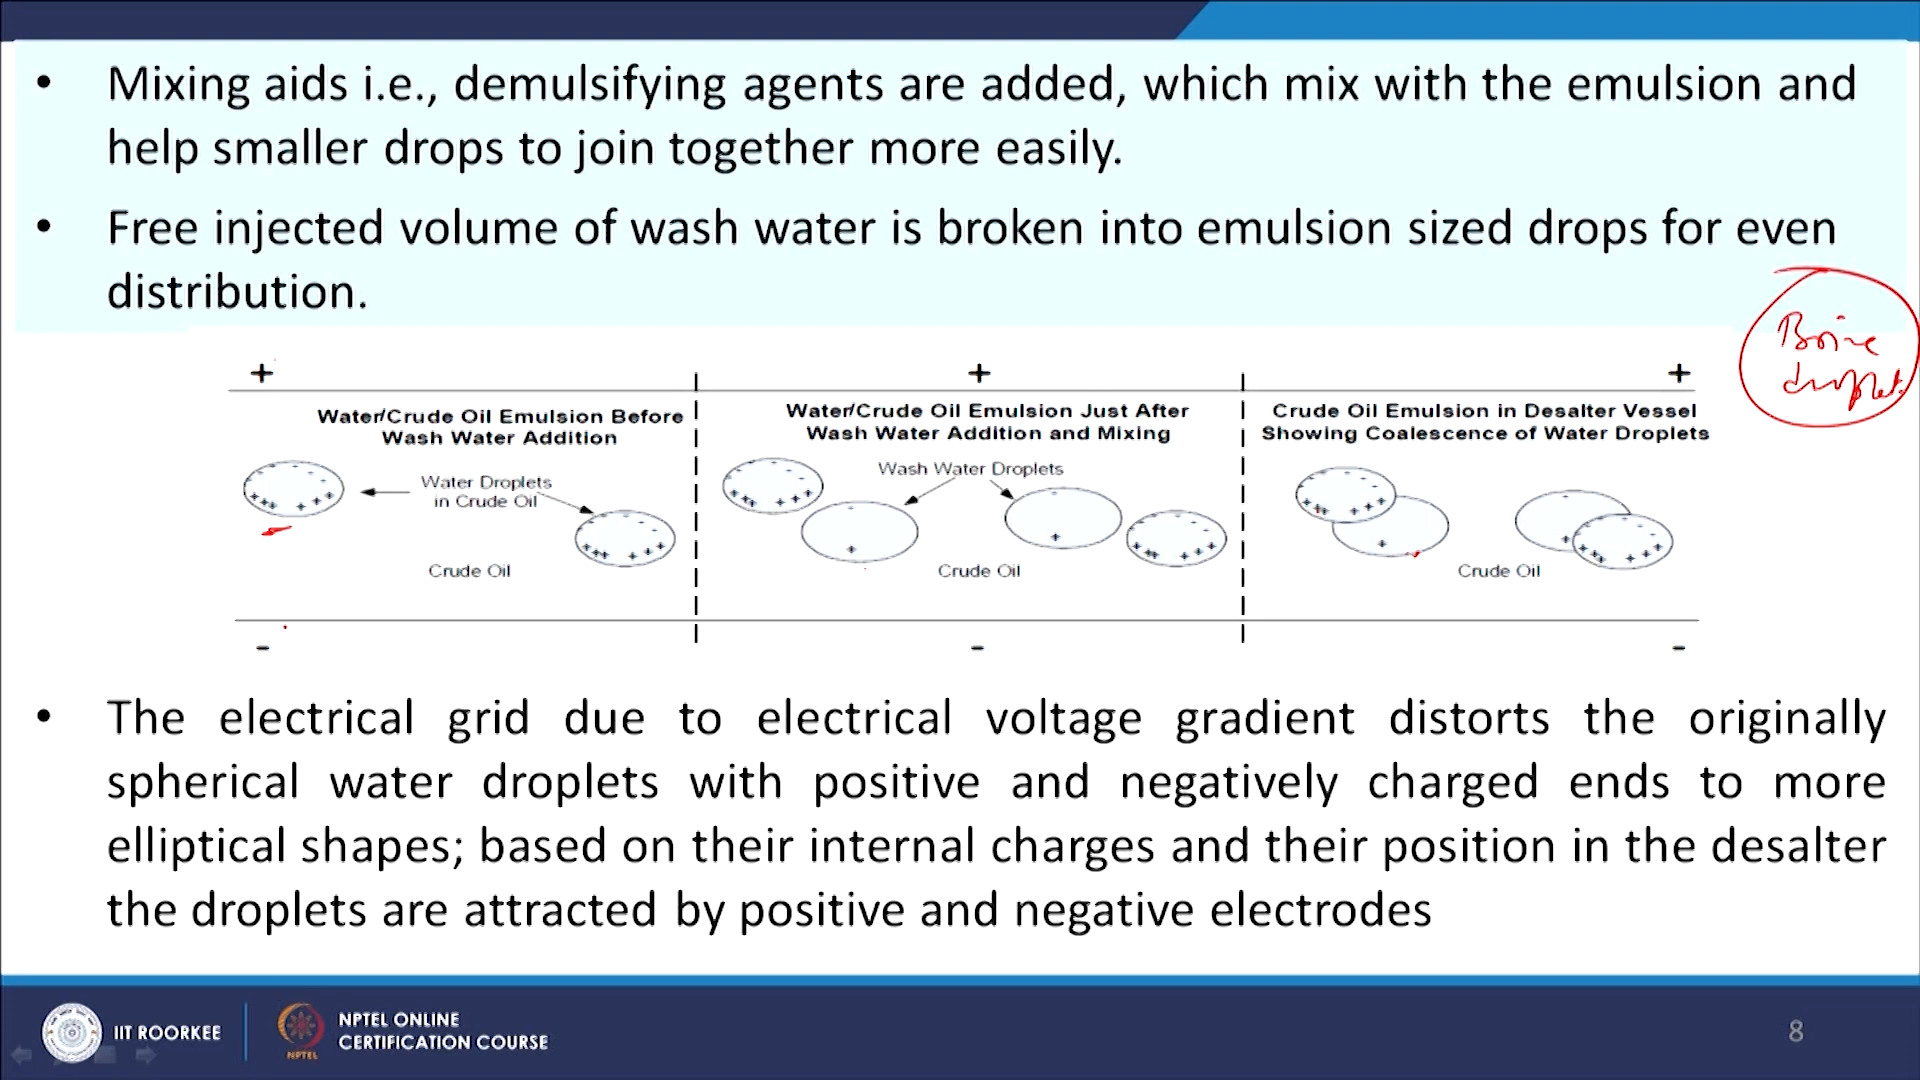 • Mixing aids i.e., demulsifying agents are added, which mix with the emulsion and
help smaller drops to join together more easily.
• Free injected volume of wash water is broken into emulsion sized drops for even
distribution.
Brine
droplets
+ + +
Water/Crude Oil Emulsion Before
Wash Water Addition
Water Droplets
in Crude Oil
Crude Oil
Water/Crude Oil Emulsion Just After
Wash Water Addition and Mixing
Wash Water Droplets
Crude Oil
Crude Oil Emulsion in Desalter Vessel
Showing Coalescence of Water Droplets
Crude Oil
- - -
• The electrical grid due to electrical voltage gradient distorts the originally
spherical water droplets with positive and negatively charged ends to more
elliptical shapes; based on their internal charges and their position in the desalter
the droplets are attracted by positive and negative electrodes
IIT ROORKEE
NPTEL
NPTEL ONLINE
CERTIFICATION COURSE
8